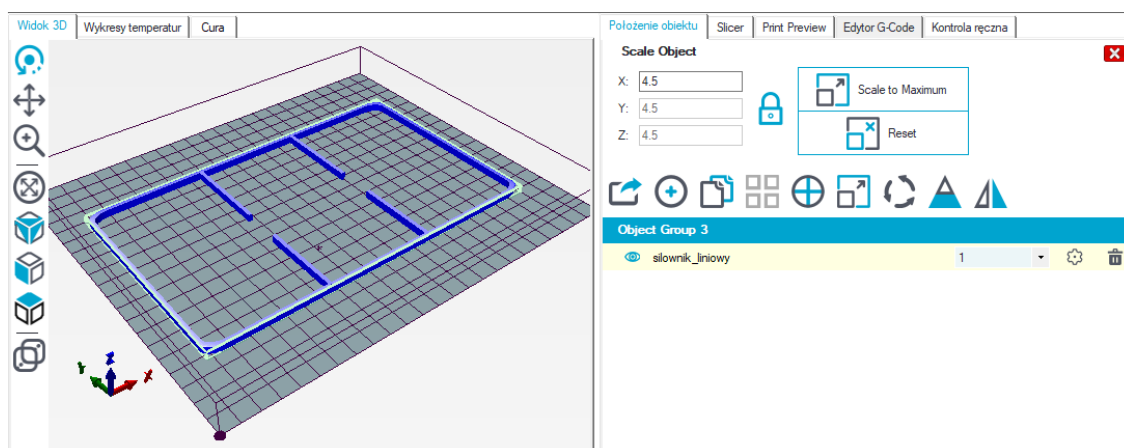 Widok 3D Wykresy temperatur Cura
Położenie obiektu Slicer Print Preview Edytor G-Code Kontrola ręczna
Scale Object
X: 4.5
Y: 4.5
Z: 4.5
Scale to Maximum
Reset
Object Group 3
silownik_liniowy 1
Z
Y
X